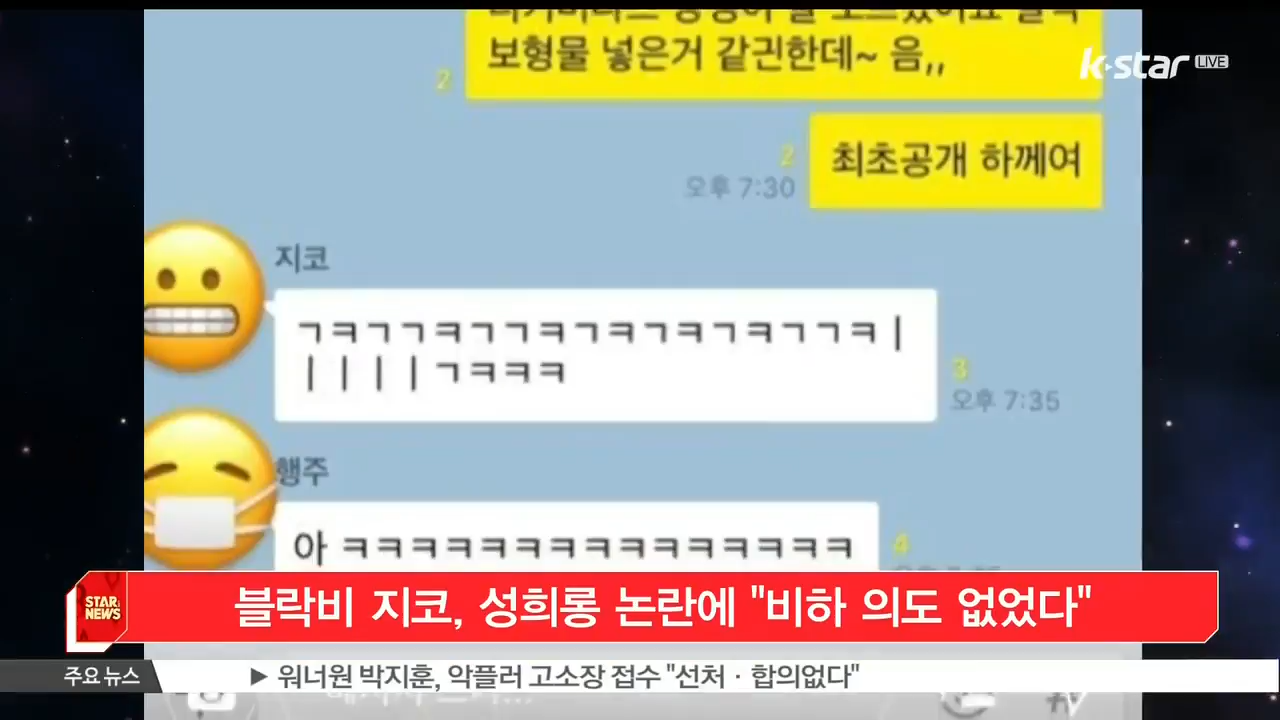 보형물 넣은거 같긴한데~ 음,,
2
k-star LIVE
최초공개 하께여
2
오후 7:30
지코
ㄱㅋㄱㄱㅋㄱㄱㅋㄱㅋㄱㅋㄱㅋㄱㄱㅋㅣ
ㅣㅣㅣㅣㄱㅋㅋㅋ
3
오후 7:35
행주
아 ㅋㅋㅋㅋㅋㅋㅋㅋㅋㅋㅋㅋㅋㅋㅋ
4
STAR NEWS
블락비 지코, 성희롱 논란에 "비하 의도 없었다"
주요 뉴스
▶ 워너원 박지훈, 악플러 고소장 접수 "선처·합의없다"